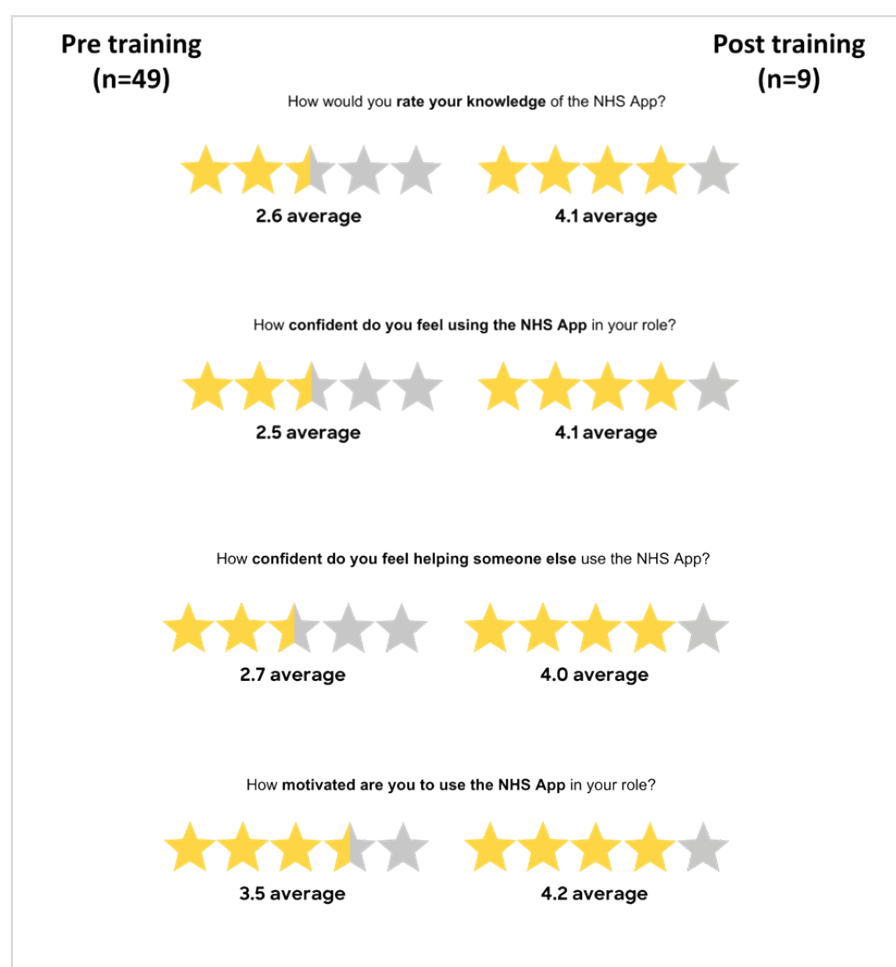 Pre training
(n=49)
Post training
(n=9)
How would you rate your knowledge of the NHS App?
2.6 average
4.1 average
How confident do you feel using the NHS App in your role?
2.5 average
4.1 average
How confident do you feel helping someone else use the NHS App?
2.7 average
4.0 average
How motivated are you to use the NHS App in your role?
3.5 average
4.2 average